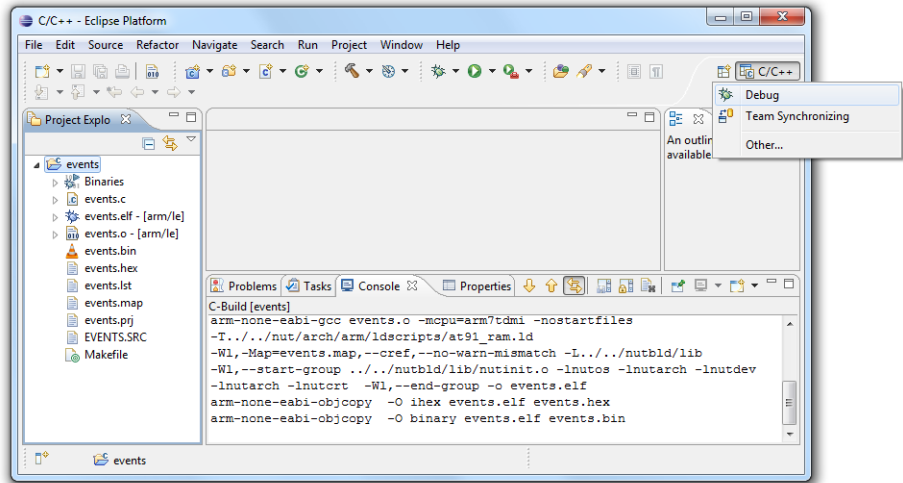 C/C++ - Eclipse Platform
File Edit Source Refactor Navigate Search Run Project Window Help
C/C++
Debug
Team Synchronizing
Other...
Project Explo
An outlin
available
events
Binaries
events.c
events.elf - [arm/le]
events.o - [arm/le]
events.bin
events.hex
events.lst
events.map
events.prj
EVENTS.SRC
Makefile
Problems Tasks Console Properties
C-Build [events]
arm-none-eabi-gcc events.o -mcpu=arm7tdmi -nostartfiles
-T../../nut/arch/arm/ldscripts/at91_ram.ld
-Wl,-Map=events.map,--cref,--no-warn-mismatch -L../../nutbld/lib
-Wl,--start-group ../../nutbld/lib/nutinit.o -lnutos -lnutarch -lnutdev
-lnutarch -lnutcrt -Wl,--end-group -o events.elf
arm-none-eabi-objcopy -O ihex events.elf events.hex
arm-none-eabi-objcopy -O binary events.elf events.bin
events